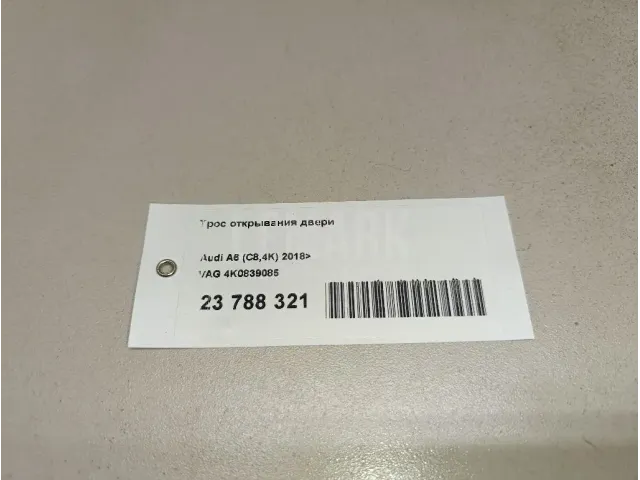 Трос открывания двери
Audi A6 (C8,4K) 2018>
VAG 4K0839085
23 788 321